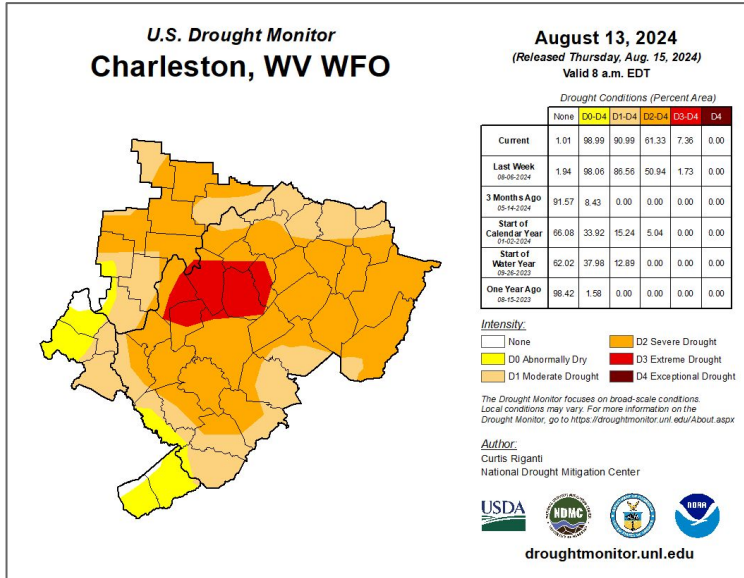 U.S. Drought Monitor
Charleston, WV WFO
August 13, 2024
(Released Thursday, Aug. 15, 2024)
Valid 8 a.m. EDT
Drought Conditions (Percent Area)
None D0-D4 D1-D4 D2-D4 D3-D4 D4
Current 1.01 98.99 90.99 61.33 7.36 0.00
Last Week 1.94 98.06 86.56 50.94 1.73 0.00
08-06-2024
3 Months Ago 91.57 8.43 0.00 0.00 0.00 0.00
05-14-2024
Start of
Calendar Year 66.08 33.92 15.24 5.04 0.00 0.00
01-02-2024
Start of
Water Year 62.02 37.98 12.89 0.00 0.00 0.00
09-26-2023
One Year Ago 98.42 1.58 0.00 0.00 0.00 0.00
08-15-2023
Intensity:
None
D0 Abnormally Dry
D1 Moderate Drought
D2 Severe Drought
D3 Extreme Drought
D4 Exceptional Drought
The Drought Monitor focuses on broad-scale conditions.
Local conditions may vary. For more information on the
Drought Monitor, go to https://droughtmonitor.unl.edu/About.aspx
Author:
Curtis Riganti
National Drought Mitigation Center
USDA
NDMC
NOAA
droughtmonitor.unl.edu